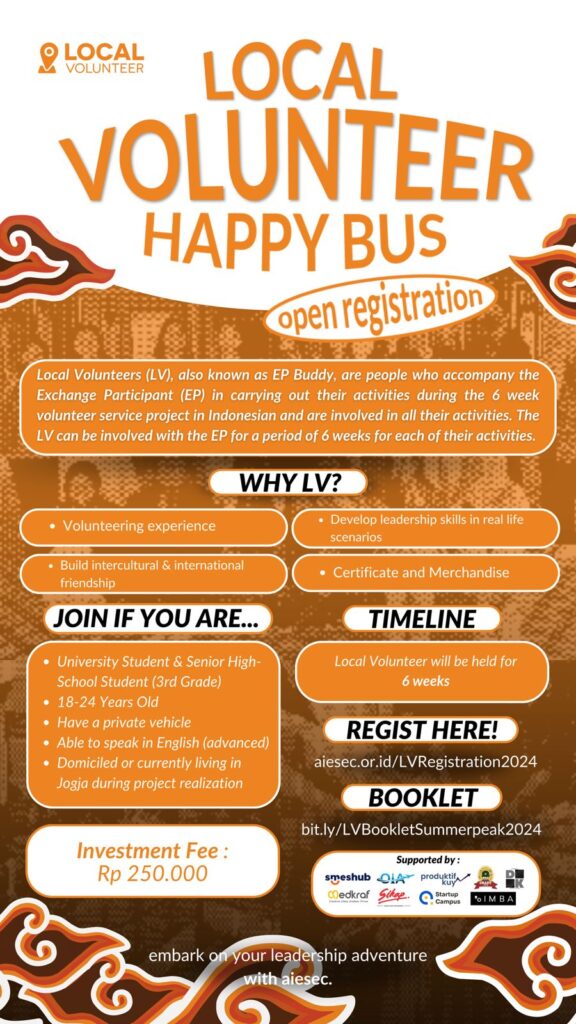 LOCAL
VOLUNTEER
LOCAL
VOLUNTEER
HAPPY BUS
open registration
Local Volunteers (LV), also known as EP Buddy, are people who accompany the
Exchange Participant (EP) in carrying out their activities during the 6 week
volunteer service project in Indonesian and are involved in all their activities. The
LV can be involved with the EP for a period of 6 weeks for each of their activities.
WHY LV?
• Volunteering experience
• Develop leadership skills in real life
scenarios
• Build intercultural & international
friendship
• Certificate and Merchandise
JOIN IF YOU ARE...
• University Student & Senior High-
School Student (3rd Grade)
• 18-24 Years Old
• Have a private vehicle
• Able to speak in English (advanced)
• Domiciled or currently living in
Jogja during project realization
TIMELINE
Local Volunteer will be held for
6 weeks
REGIST HERE!
aiesec.or.id/LVRegistration2024
BOOKLET
bit.ly/LVBookletSummerpeak2024
Investment Fee :
Rp 250.000
Supported by :
smeshub
OIA
produktif
kuy
Medkraf
Sikap
Startup
Campus
IMBA
embark on your leadership adventure
with aiesec.